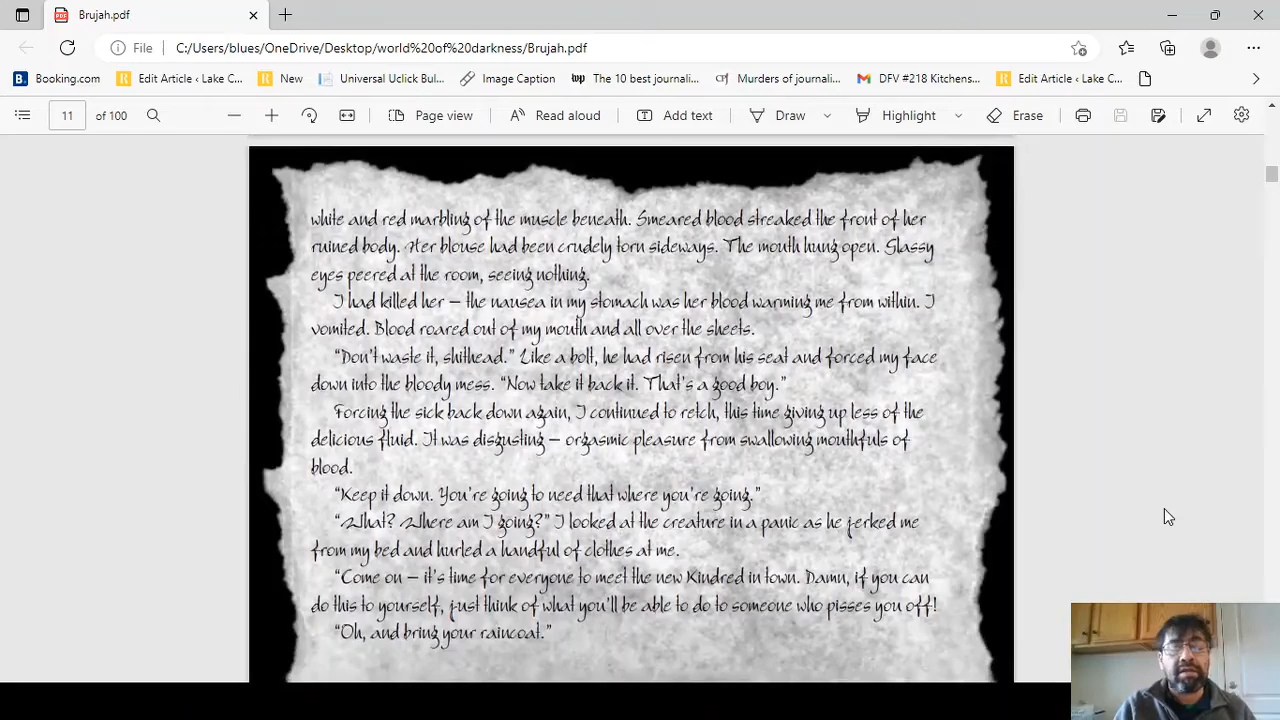 Brujah.pdf
File C:/Users/blues/OneDrive/Desktop/world%20of%20darkness/Brujah.pdf
Booking.com Edit Article ‹ Lake C... New Universal Uclick Bul... Image Caption The 10 best journali... Murders of journali... DFV #218 Kitchens... Edit Article ‹ Lake C...
11 of 100 Page view Read aloud Add text Draw Highlight Erase
white and red marbling of the muscle beneath. Smeared blood streaked the front of her
ruined body. Her blouse had been crudely torn sideways. The mouth hung open. Glassy
eyes peered at the room, seeing nothing.
I had killed her — the nausea in my stomach was her blood warming me from within. I
vomited. Blood roared out of my mouth and all over the sheets.
"Don't waste it, shithead." Like a bolt, he had risen from his seat and forced my face
down into the bloody mess. "Now take it back it. That's a good boy."
Forcing the sick back down again, I continued to retch, this time giving up less of the
delicious fluid. It was disgusting — orgasmic pleasure from swallowing mouthfuls of
blood.
"Keep it down. You're going to need that where you're going."
"What? Where am I going?" I looked at the creature in a panic as he jerked me
from my bed and hurled a handful of clothes at me.
"Come on — it's time for everyone to meet the new Kindred in town. Damn, if you can
do this to yourself, just think of what you'll be able to do to someone who pisses you off!
"Oh, and bring your raincoat."